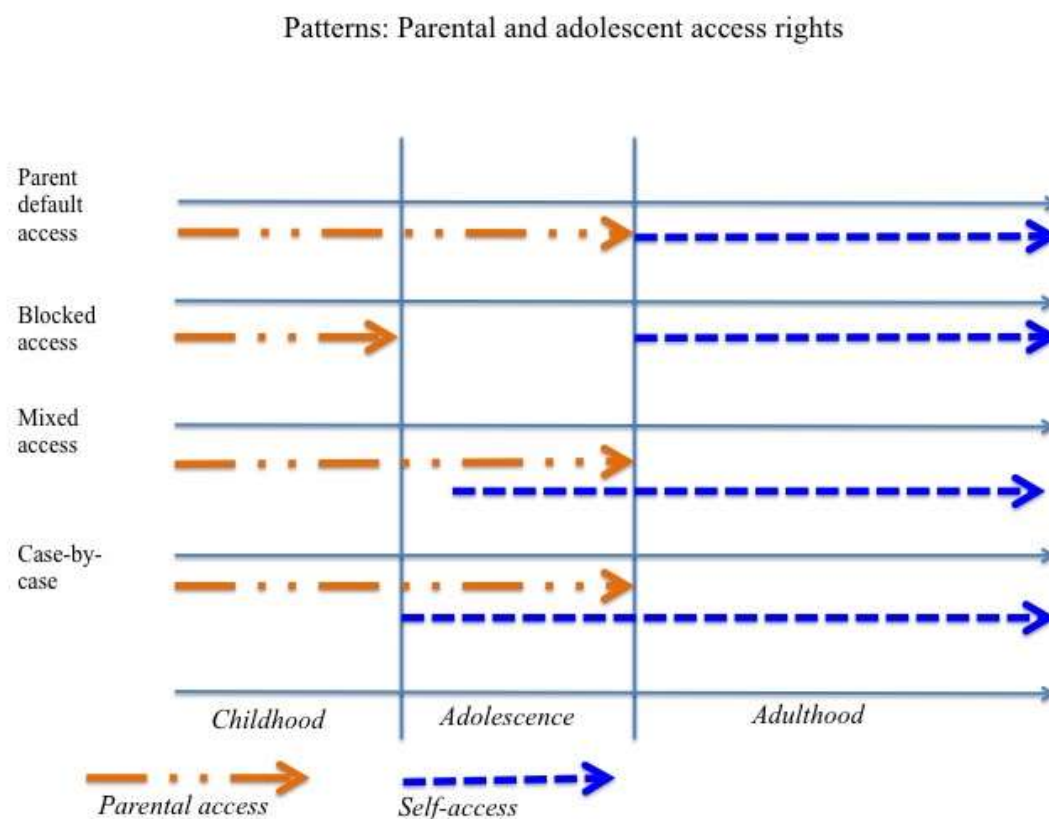 Patterns: Parental and adolescent access rights
Parent
default
access
Blocked
access
Mixed
access
Case-by-
case
Childhood
Adolescence
Adulthood
Parental access
Self-access